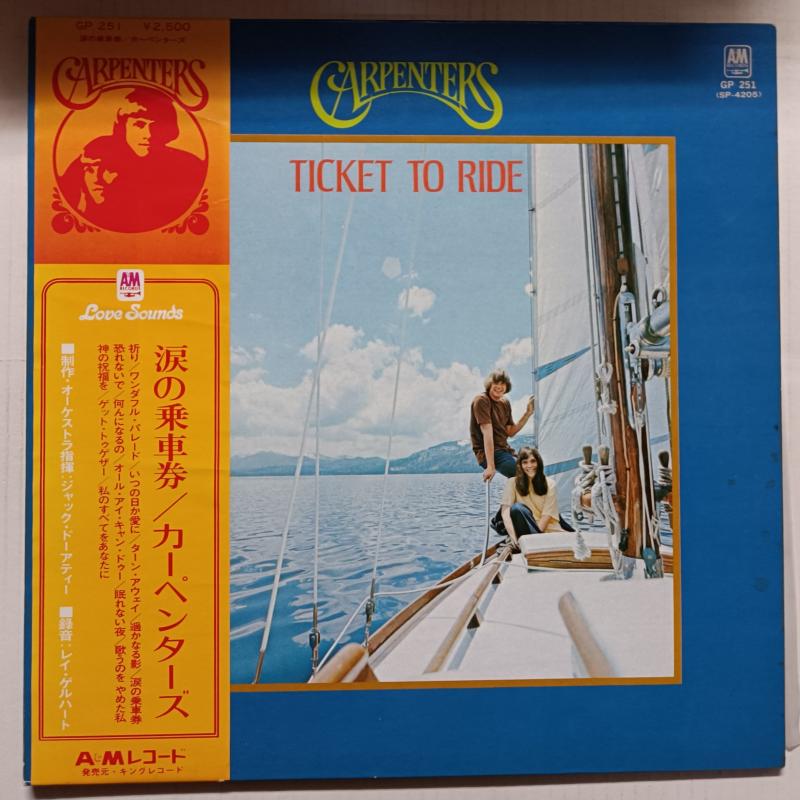 GP 251 ¥2,500
涙の乗車券/カーペンターズ
CARPENTERS
A&M
RECORDS
Love Sounds
涙の乗車券/カーペンターズ
祈り/ワンダフル・パレード/いつの日か愛に/ターン・アウェイ/遥かなる影/涙の乗車券
恐れないで/何んになるの/オール・アイ・キャン・ドゥー/眠れない夜/歌うのをやめた私
神の祝福を/ゲット・トゥゲザー/私のすべてをあなたに
■制作・オーケストラ指揮:ジャック・ドーアティー ■録音:レイ・ゲルハート
A&Mレコード
発売元・キングレコード
CARPENTERS
A&M
RECORDS
GP 251
(SP-4205)
TICKET TO RIDE